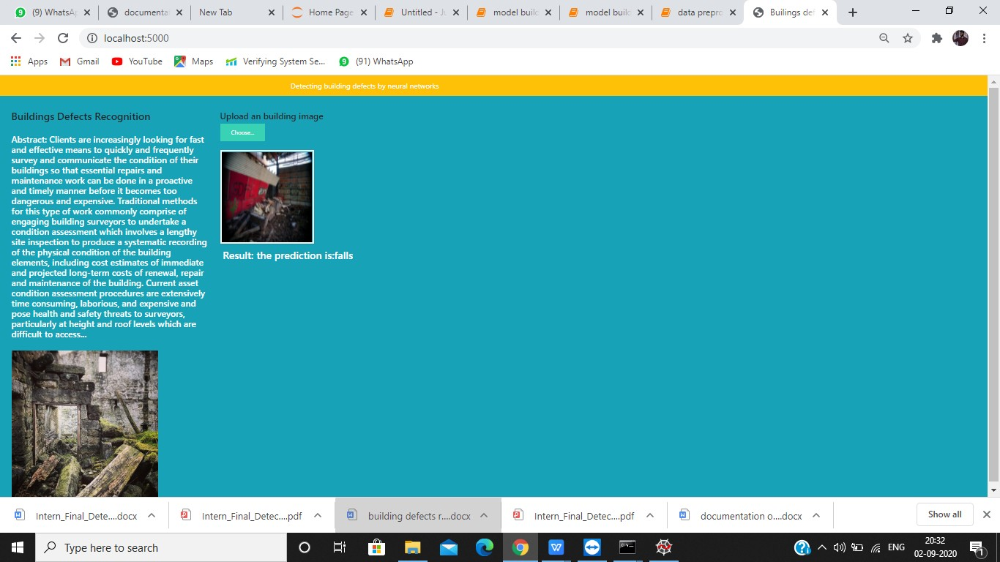 (9) WhatsA
documenta
New Tab
Home Page
Untitled - Ju
model build
model build
data prepro
Builings def
localhost:5000
Apps
Gmail
YouTube
Maps
Verifying System Se...
(91) WhatsApp
Detecting building defects by neural networks
Buildings Defects Recognition
Abstract: Clients are increasingly looking for fast
and effective means to quickly and frequently
survey and communicate the condition of their
buildings so that essential repairs and
maintenance work can be done in a proactive
and timely manner before it becomes too
dangerous and expensive. Traditional methods
for this type of work commonly comprise of
engaging building surveyors to undertake a
condition assessment which involves a lengthy
site inspection to produce a systematic recording
of the physical condition of the building
elements, including cost estimates of immediate
and projected long-term costs of renewal, repair
and maintenance of the building. Current asset
condition assessment procedures are extensively
time consuming, laborious, and expensive and
pose health and safety threats to surveyors,
particularly at height and roof levels which are
difficult to access...
Upload an building image
Choose...
Result: the prediction is:falls
Intern_Final_Dete....docx
Intern_Final_Detec....pdf
building defects r....docx
Intern_Final_Detec....pdf
documentation o....docx
Show all
Type here to search
ENG
20:32
02-09-2020
1